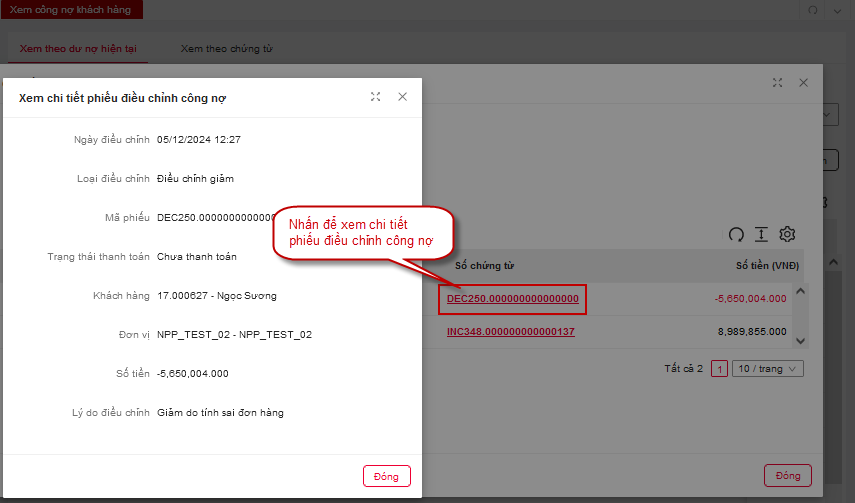 Xem công nợ khách hàng
Xem theo dư nợ hiện tại
Xem theo chứng từ
Xem chi tiết phiếu điều chỉnh công nợ
Ngày điều chỉnh 05/12/2024 12:27
Loại điều chỉnh Điều chỉnh giảm
Mã phiếu
Trạng thái thanh toán Chưa thanh toán
Khách hàng 17.000627 - Ngọc Sương
Đơn vị NPP_TEST_02 - NPP_TEST_02
Số tiền -5,650,004.000
Lý do điều chỉnh Giảm do tính sai đơn hàng
Đóng
Nhấn để xem chi tiết
phiếu điều chỉnh công nợ
Số chứng từ Số tiền (VNĐ)
DEC250.000000000000000 -5,650,004.000
INC348.000000000000137 8,989,855.000
Tất cả 2 1 10 / trang
Đóng